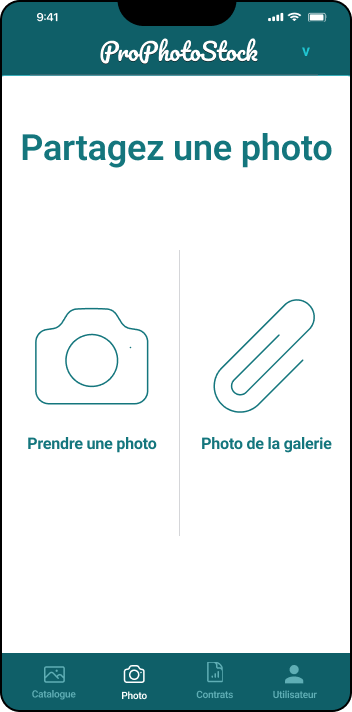 9:41
ProPhotoStock
v
Partagez une photo
Prendre une photo
Photo de la galerie
Catalogue
Photo
Contrats
Utilisateur